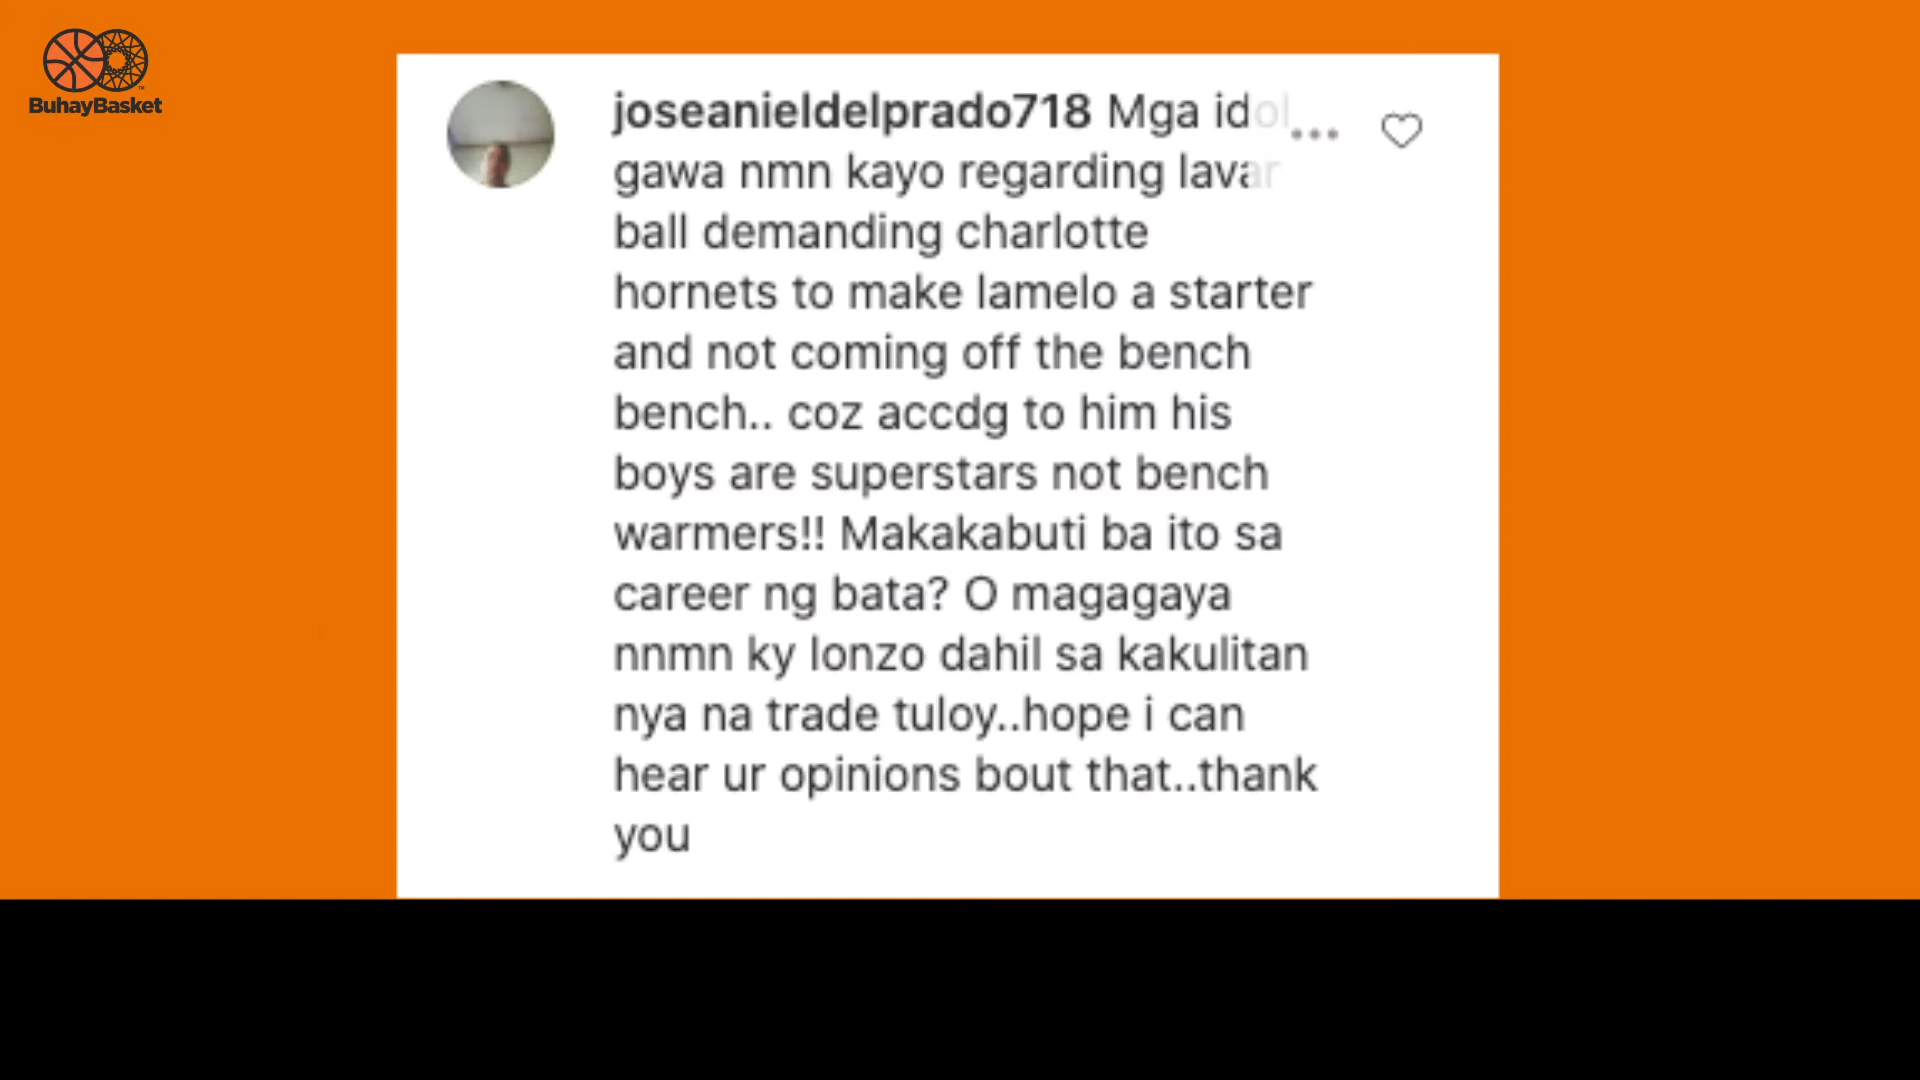 BuhayBasket
joseanieldelprado718 Mga idol
gawa nmn kayo regarding lavar
ball demanding charlotte
hornets to make lamelo a starter
and not coming off the bench
bench.. coz accdg to him his
boys are superstars not bench
warmers!! Makakabuti ba ito sa
career ng bata? O magagaya
nnmn ky lonzo dahil sa kakulitan
nya na trade tuloy..hope i can
hear ur opinions bout that..thank
you